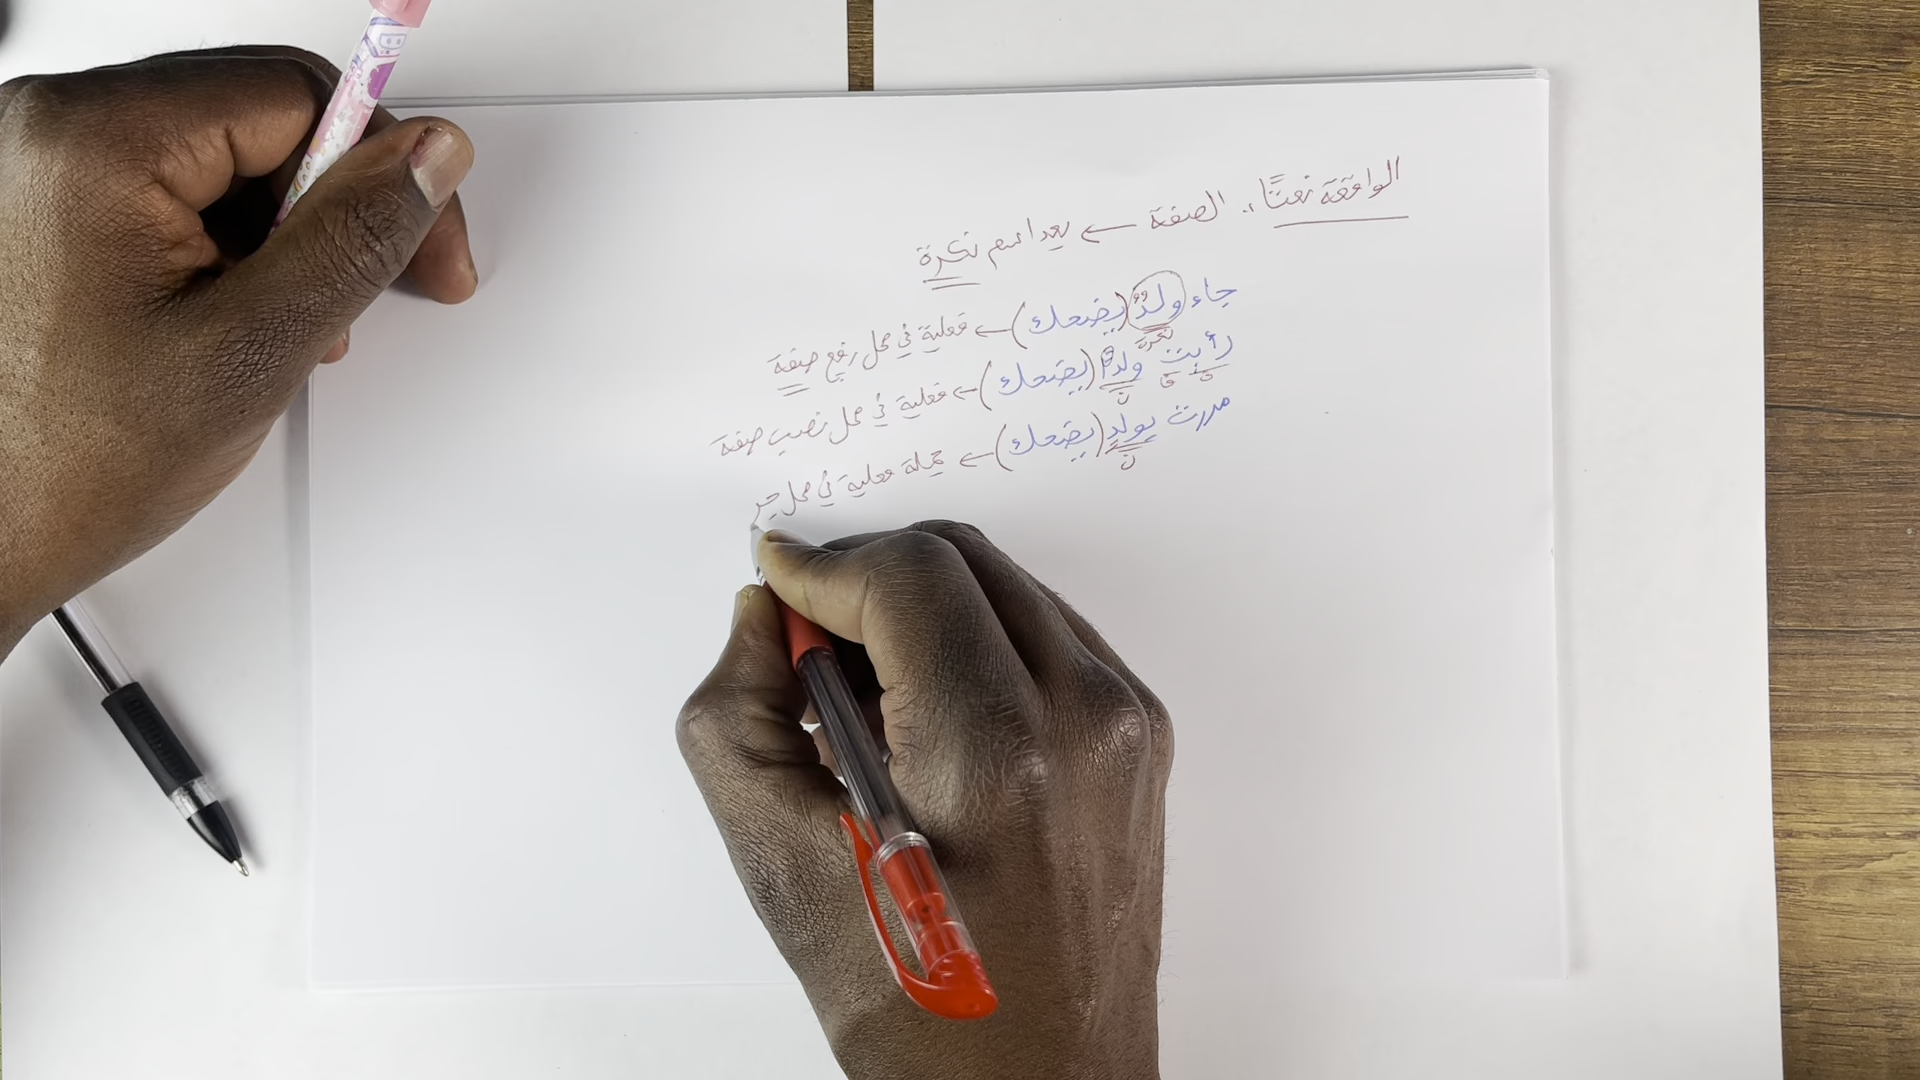 الواقعة نعتًا: الصفة ← بعد اسم نكرة
جاء ولدٌ (يضحك) ← فعلية في محل رفع صفة
نكرة
رأيت ولدًا (يضحك) ← فعلية في محل نصب صفة
ف ف ن
مررت بولدٍ (يضحك) ← جملة فعلية في محل جر
ن